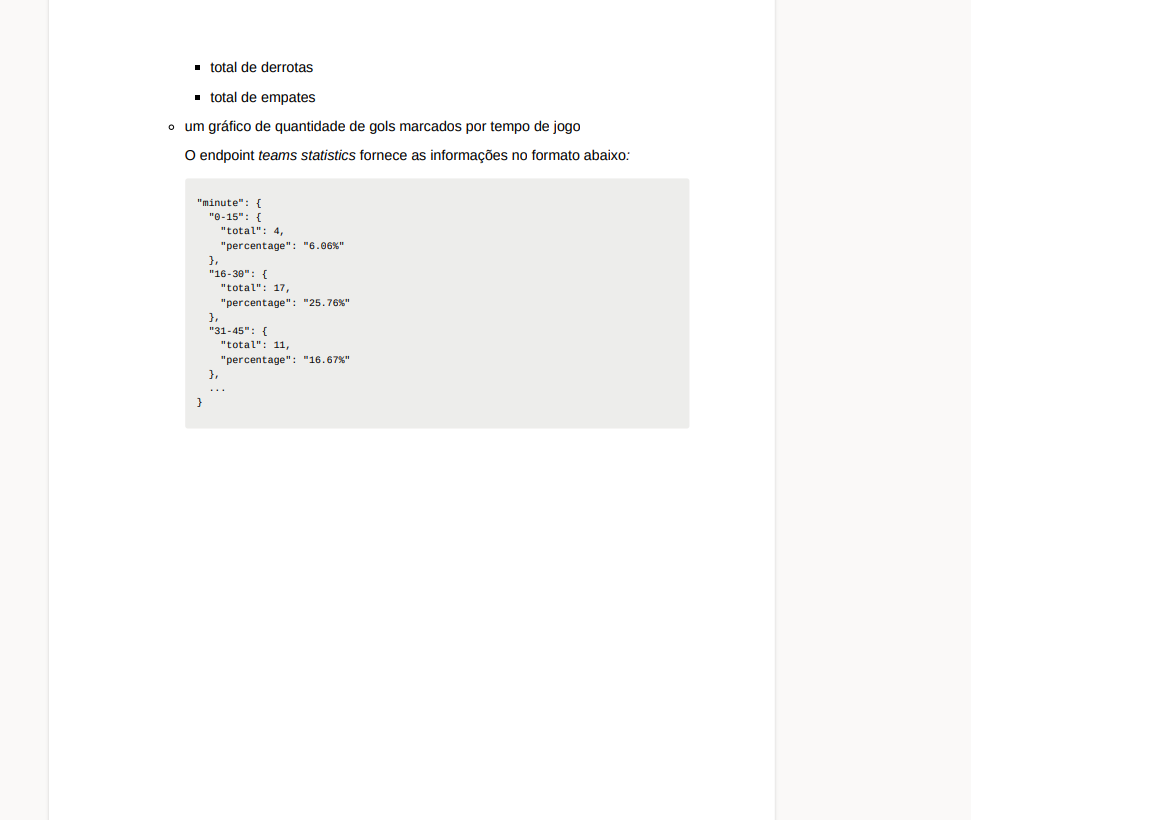 total de derrotas
total de empates
um gráfico de quantidade de gols marcados por tempo de jogo
O endpoint teams statistics fornece as informações no formato abaixo:
"minute": {
  "0-15": {
    "total": 4,
    "percentage": "6.06%"
  },
  "16-30": {
    "total": 17,
    "percentage": "25.76%"
  },
  "31-45": {
    "total": 11,
    "percentage": "16.67%"
  },
  ...
}